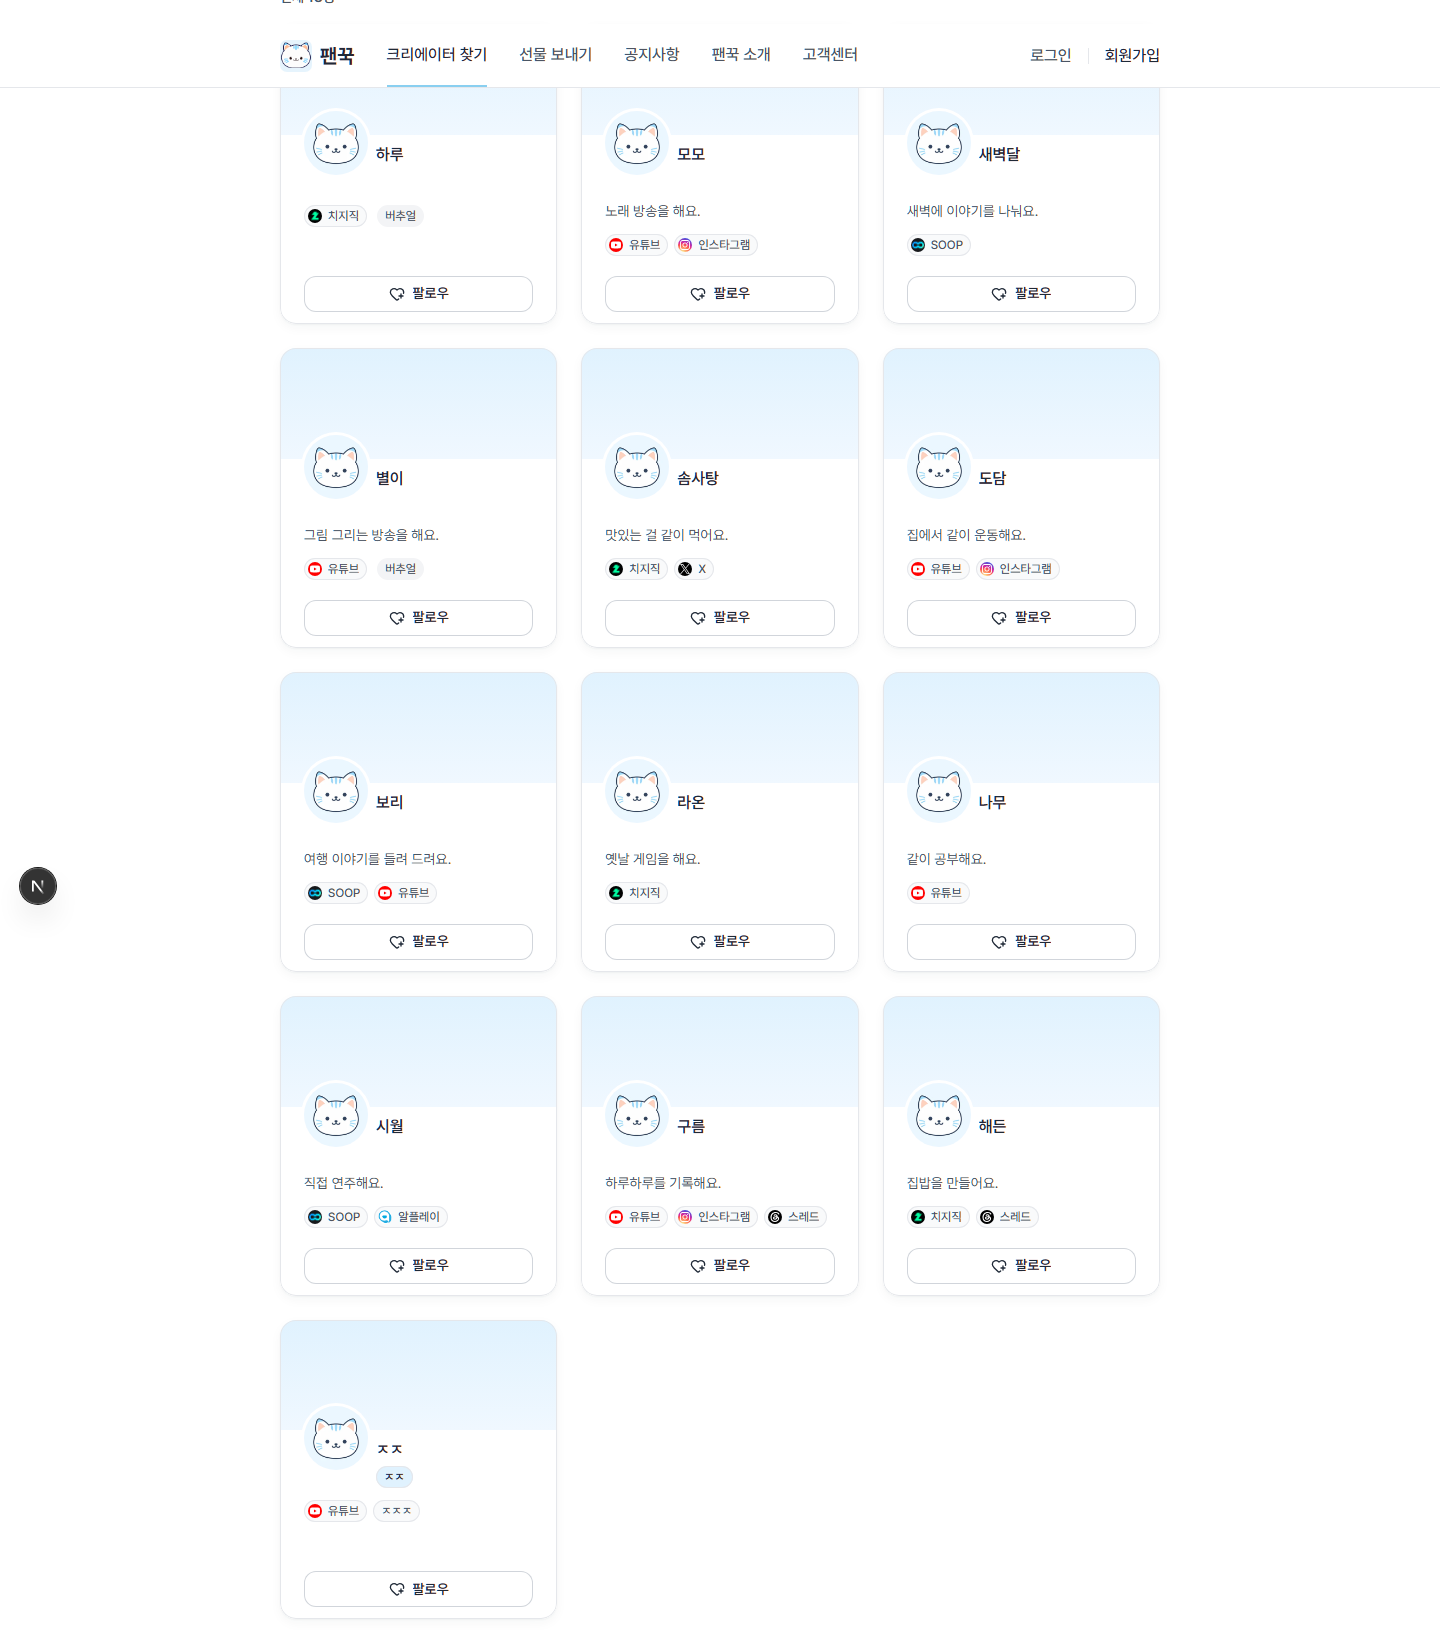 팬꾹 크리에이터 찾기 선물 보내기 공지사항 팬꾹 소개 고객센터 로그인 회원가입
하루
치지직 버추얼
팔로우
모모
노래 방송을 해요.
유튜브 인스타그램
팔로우
새벽달
새벽에 이야기를 나눠요.
SOOP
팔로우
별이
그림 그리는 방송을 해요.
유튜브 버추얼
팔로우
솜사탕
맛있는 걸 같이 먹어요.
치지직 X
팔로우
도담
집에서 같이 운동해요.
유튜브 인스타그램
팔로우
보리
여행 이야기를 들려 드려요.
SOOP 유튜브
팔로우
라온
옛날 게임을 해요.
치지직
팔로우
나무
같이 공부해요.
유튜브
팔로우
시월
직접 연주해요.
SOOP 알플레이
팔로우
구름
하루하루를 기록해요.
유튜브 인스타그램 스레드
팔로우
해든
집밥을 만들어요.
치지직 스레드
팔로우
ㅈㅈ
ㅈㅈ
유튜브 ㅈㅈㅈ
팔로우